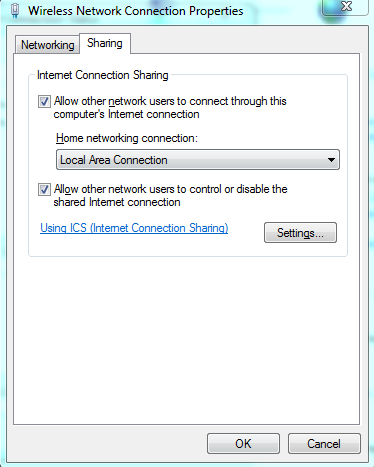 Wireless Network Connection Properties
Networking
Sharing
Internet Connection Sharing
Allow other network users to connect through this
computer's Internet connection
Home networking connection:
Local Area Connection
Allow other network users to control or disable the
shared Internet connection
Using ICS (Internet Connection Sharing)
Settings...
OK
Cancel